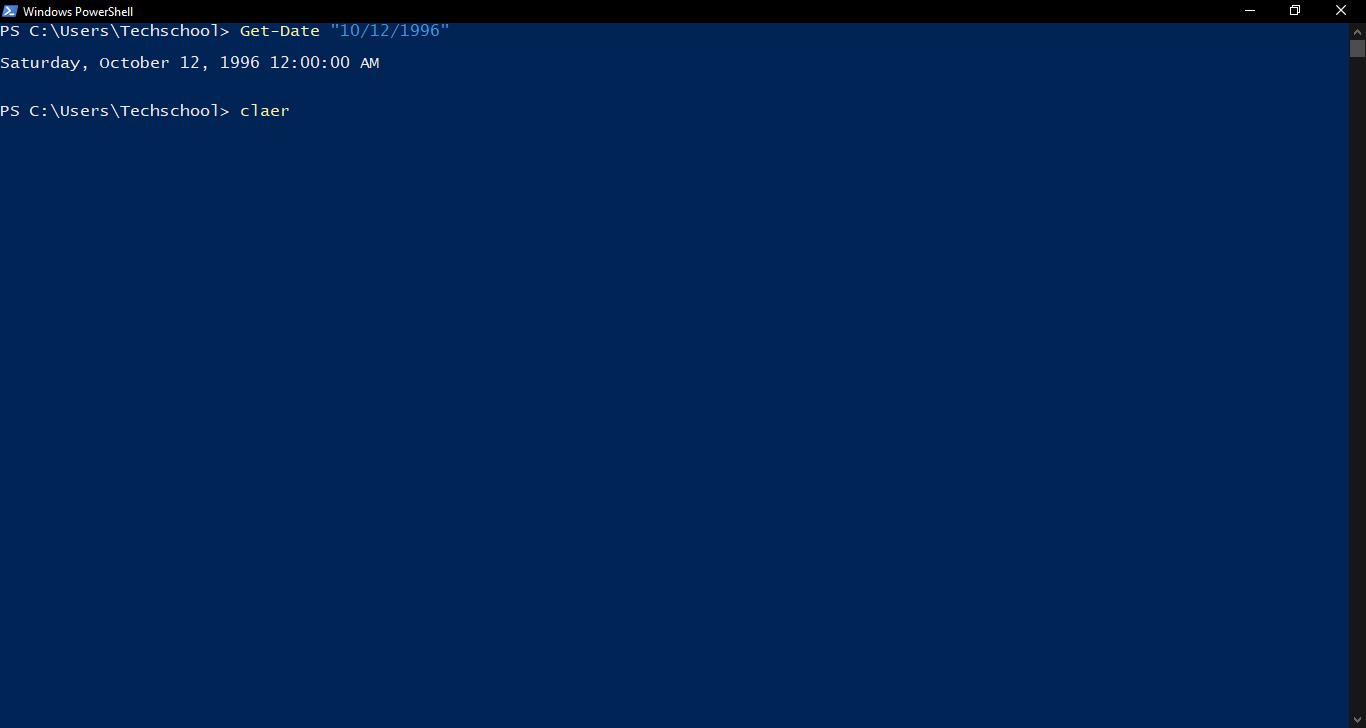 Windows PowerShell
PS C:\Users\Techschool> Get-Date "10/12/1996"
Saturday, October 12, 1996 12:00:00 AM
PS C:\Users\Techschool> claer